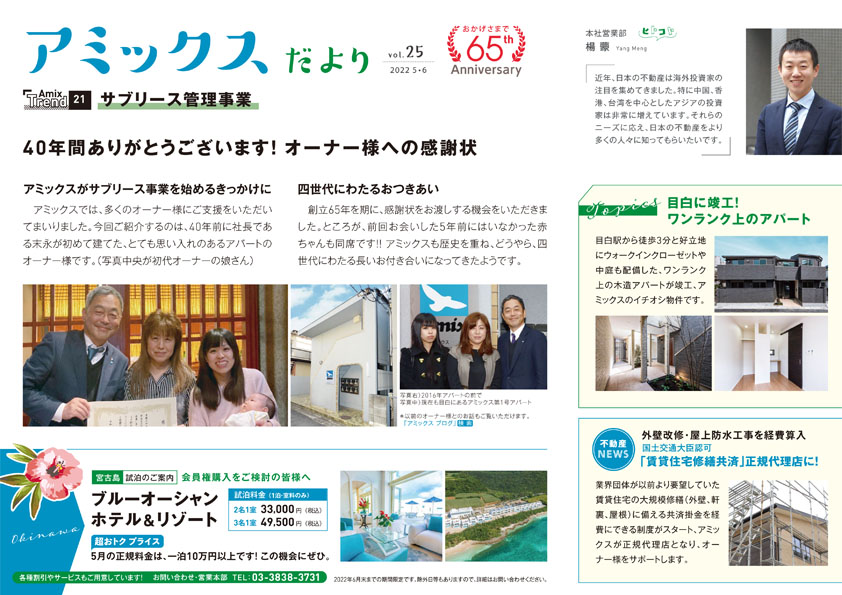 アミックスだより
vol.25
2022 5・6
おかげさまで
65th
Anniversary
Amix
Trend 21 サブリース管理事業
40年間ありがとうございます! オーナー様への感謝状
アミックスがサブリース事業を始めるきっかけに
アミックスでは、多くのオーナー様にご支援をいただい
てまいりました。今回ご紹介するのは、40年前に社長であ
る末永が初めて建てた、とても思い入れのあるアパートの
オーナー様です。(写真中央が初代オーナーの娘さん)
四世代にわたるおつきあい
創立65年を期に、感謝状をお渡しする機会をいただきま
した。ところが、前回お会いした5年前にはいなかった赤
ちゃんも同席です!! アミックスも歴史を重ね、どうやら、四
世代にわたる長いお付き合いになってきたようです。
写真右)2016年アパートの前で
写真中)現在も目白にあるアミックス第1号アパート
*以前のオーナー様とのお話もご覧いただけます。
「アミックス ブログ」検索
本社営業部
ヒトコト
楊 蒙 Yang Meng
近年、日本の不動産は海外投資家の
注目を集めてきました。特に中国、香
港、台湾を中心としたアジアの投資
家は非常に増えています。それらの
ニーズに応え、日本の不動産をより
多くの人々に知ってもらいたいです。
Topics
目白に竣工!
ワンランク上のアパート
目白駅から徒歩3分と好立地
にウォークインクローゼットや
中庭も配備した、ワンランク
上の木造アパートが竣工、ア
ミックスのイチオシ物件です。
不動産
NEWS
外壁改修・屋上防水工事を経費算入
国土交通大臣認可
「賃貸住宅修繕共済」正規代理店に!
業界団体が以前より要望していた
賃貸住宅の大規模修繕(外壁、軒
裏、屋根)に備える共済掛金を経
費にできる制度がスタート、アミッ
クスが正規代理店となり、オー
ナー様をサポートします。
Okinawa
宮古島 試泊のご案内 会員権購入をご検討の皆様へ
ブルーオーシャン
ホテル&リゾート
試泊料金(1泊・室料のみ)
2名1室 33,000円(税込)
3名1室 49,500円(税込)
超おトク プライス
5月の正規料金は、一泊10万円以上です! この機会にぜひ。
各種割引やサービスもご用意しています! お問い合わせ・営業本部 TEL:03-3838-3731
2022年6月末までの期間限定です。除外日等もありますので、詳細はお問い合わせください。